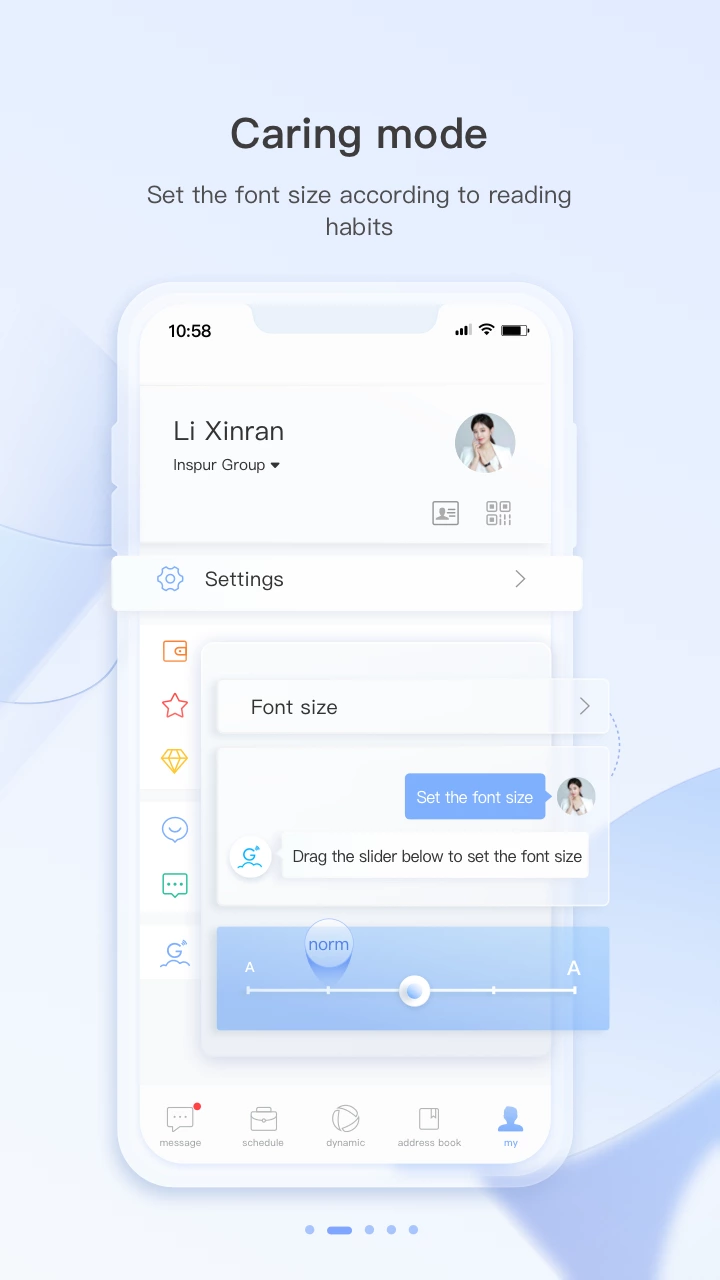 Caring mode
Set the font size according to reading
habits
10:58
Li Xinran
Inspur Group
Settings
Font size
Set the font size
G
Drag the slider below to set the font size
norm
A
A
G
message
schedule
dynamic
address book
my